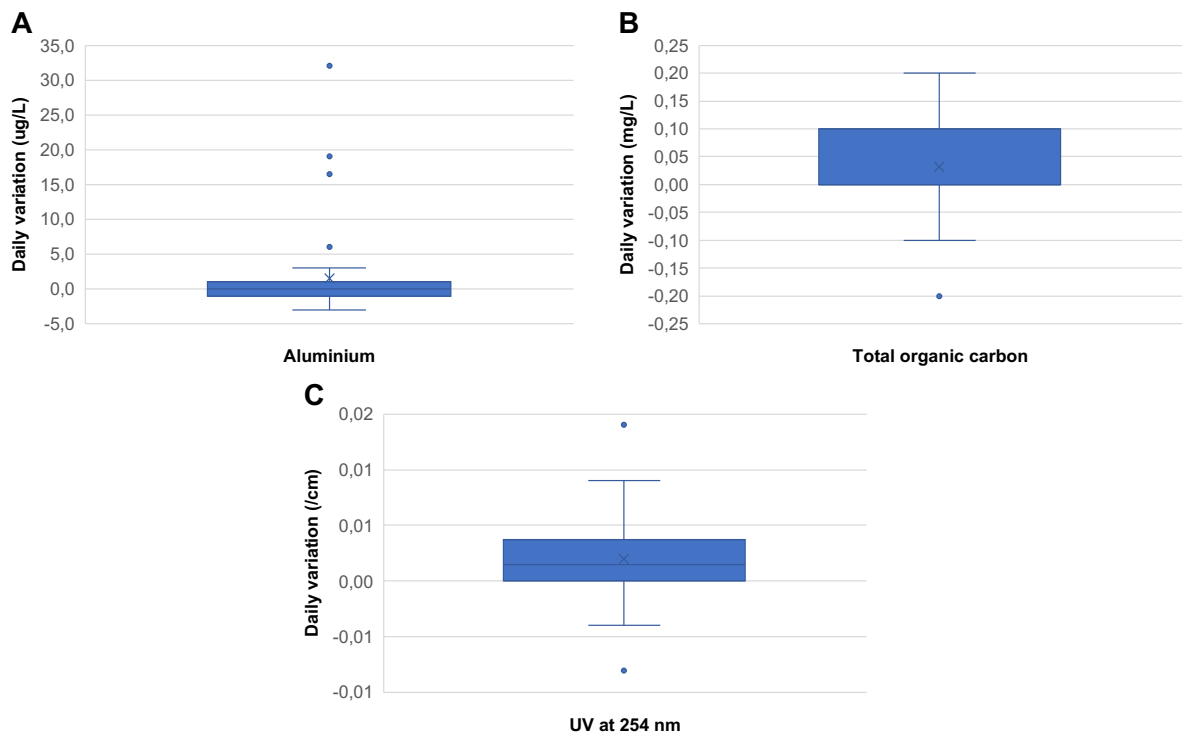 A
Daily variation (ug/L)
35,0
30,0
25,0
20,0
15,0
10,0
5,0
0,0
-5,0
Aluminium
B
Daily variation (mg/L)
0,25
0,20
0,15
0,10
0,05
0,00
-0,05
-0,10
-0,15
-0,20
-0,25
Total organic carbon
C
Daily variation (/cm)
0,02
0,01
0,01
0,00
-0,01
-0,01
UV at 254 nm